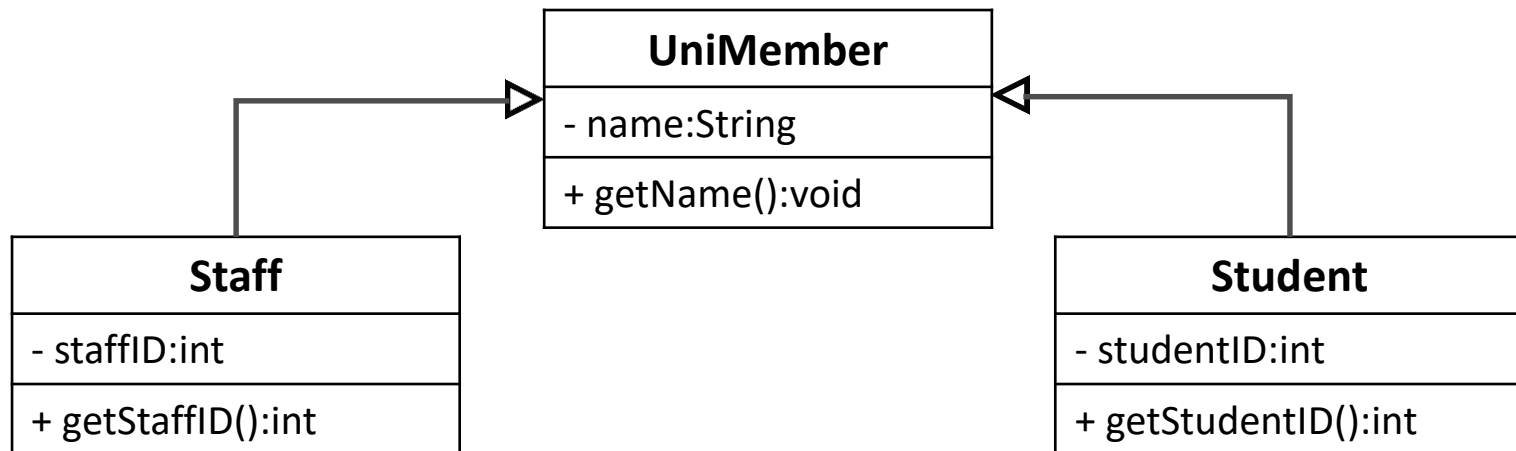 UniMember
- name:String
+ getName():void
Staff
- staffID:int
+ getStaffID():int
Student
- studentID:int
+ getStudentID():int